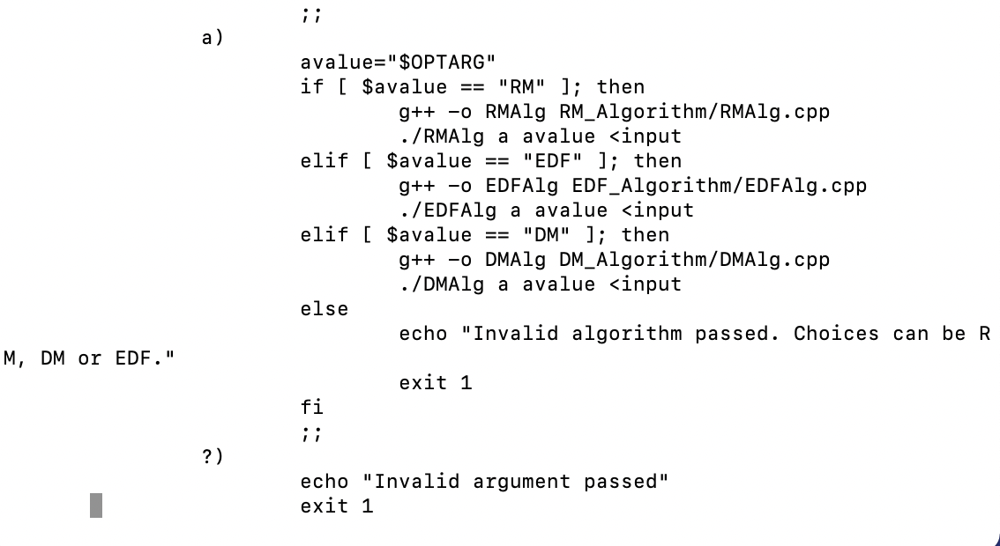 ;;
a)
avalue="$OPTARG"
if [ $avalue == "RM" ]; then
g++ -o RMAlg RM_Algorithm/RMAlg.cpp
./RMAlg a avalue <input
elif [ $avalue == "EDF" ]; then
g++ -o EDFAlg EDF_Algorithm/EDFAlg.cpp
./EDFAlg a avalue <input
elif [ $avalue == "DM" ]; then
g++ -o DMAlg DM_Algorithm/DMAlg.cpp
./DMAlg a avalue <input
else
echo "Invalid algorithm passed. Choices can be R
M, DM or EDF."
exit 1
fi
;;
?)
echo "Invalid argument passed"
exit 1